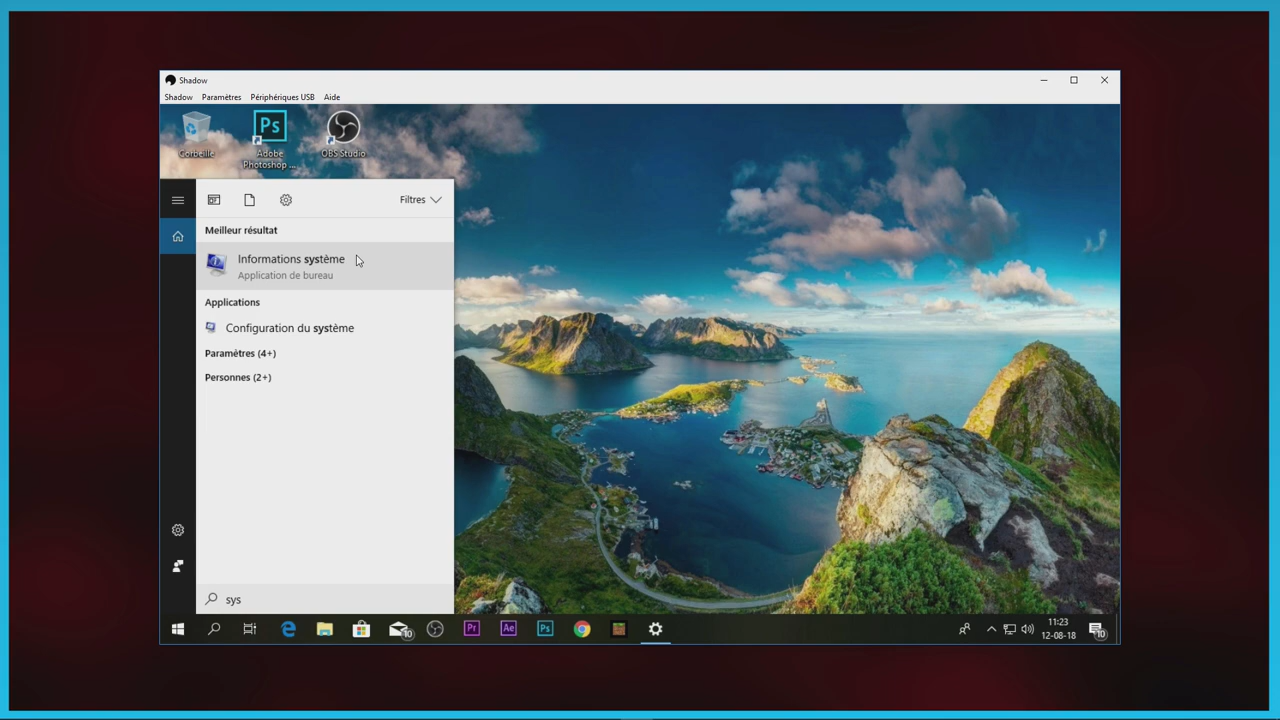 Shadow
Shadow Paramètres Périphériques USB Aide
Corbeille
Adobe Photoshop ...
OBS Studio
Ps
Filtres
Meilleur résultat
Informations système
Application de bureau
Applications
Configuration du système
Paramètres (4+)
Personnes (2+)
sys
10
Pr
Ae
Ps
11:23
12-08-18
10